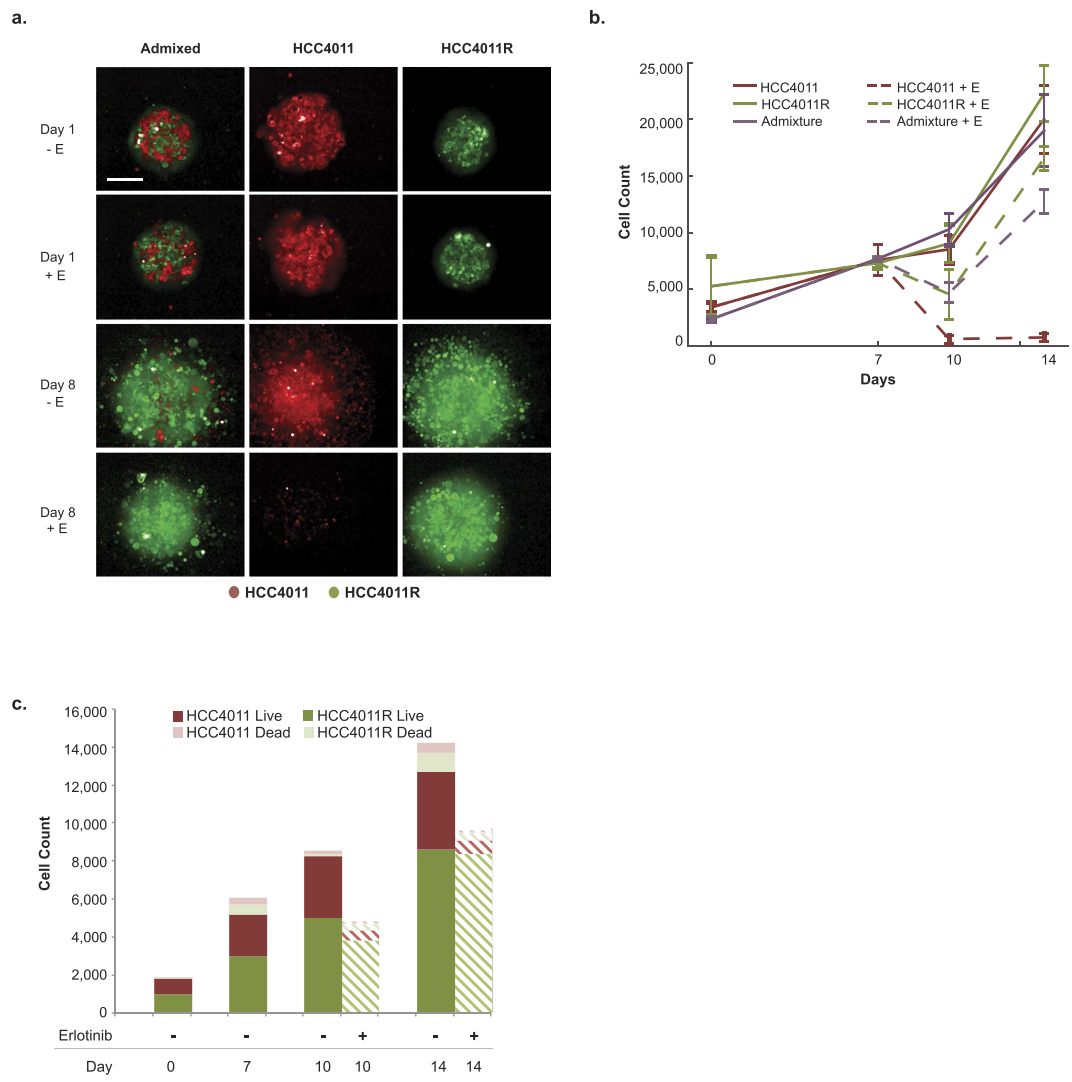 a.
Admixed HCC4011 HCC4011R
Day 1
- E
Day 1
+ E
Day 8
- E
Day 8
+ E
HCC4011 HCC4011R
b.
25,000
20,000
15,000
10,000
5,000
0
Cell Count
HCC4011 HCC4011 + E
HCC4011R HCC4011R + E
Admixture Admixture + E
0 7 10 14
Days
c.
16,000
14,000
12,000
10,000
8,000
6,000
4,000
2,000
0
Cell Count
HCC4011 Live HCC4011R Live
HCC4011 Dead HCC4011R Dead
Erlotinib - - - + - +
Day 0 7 10 10 14 14